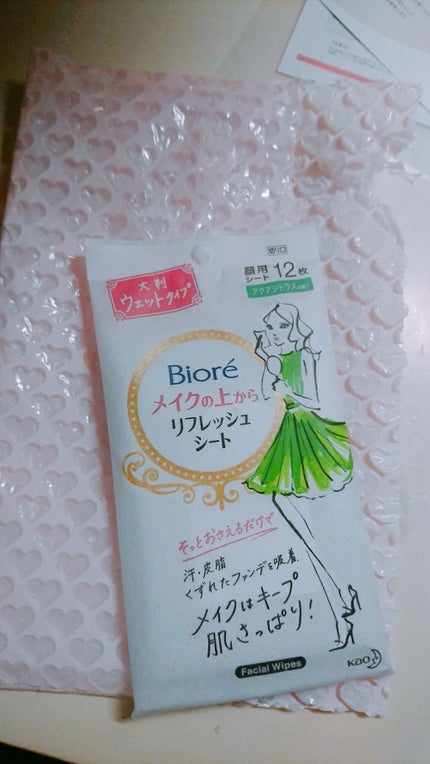 大判
ウェットタイプ
切り口
顔用
シート 12枚
アクアシトラスの香り
Bioré
メイクの上から
リフレッシュ
シート
そっとおさえるだけで
汗・皮脂
くずれたファンデを吸着
メイクはキープ
肌さっぱり!
Facial Wipes
Kao